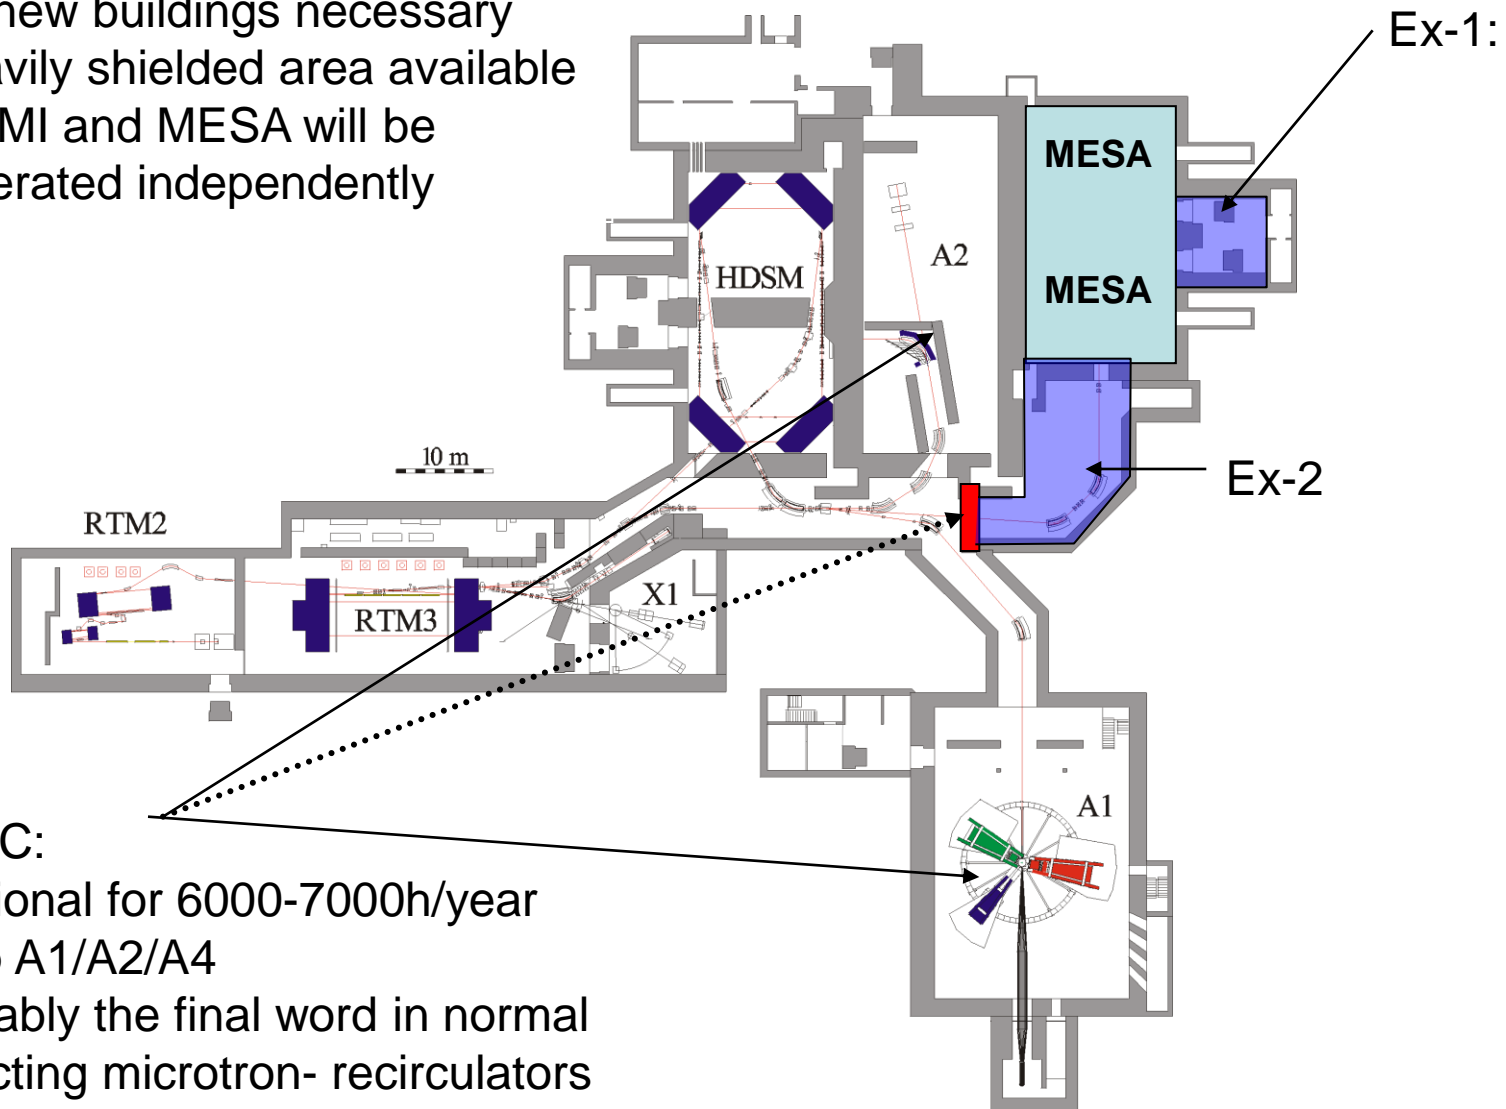 new buildings necessary
avily shielded area available
MI and MESA will be
erated independently
Ex-1:
MESA
A2
HDSM
MESA
10 m
Ex-2
RTM2
X1
RTM3
A1
C:
ional for 6000-7000h/year
A1/A2/A4
ably the final word in normal
cting microtron- recirculators